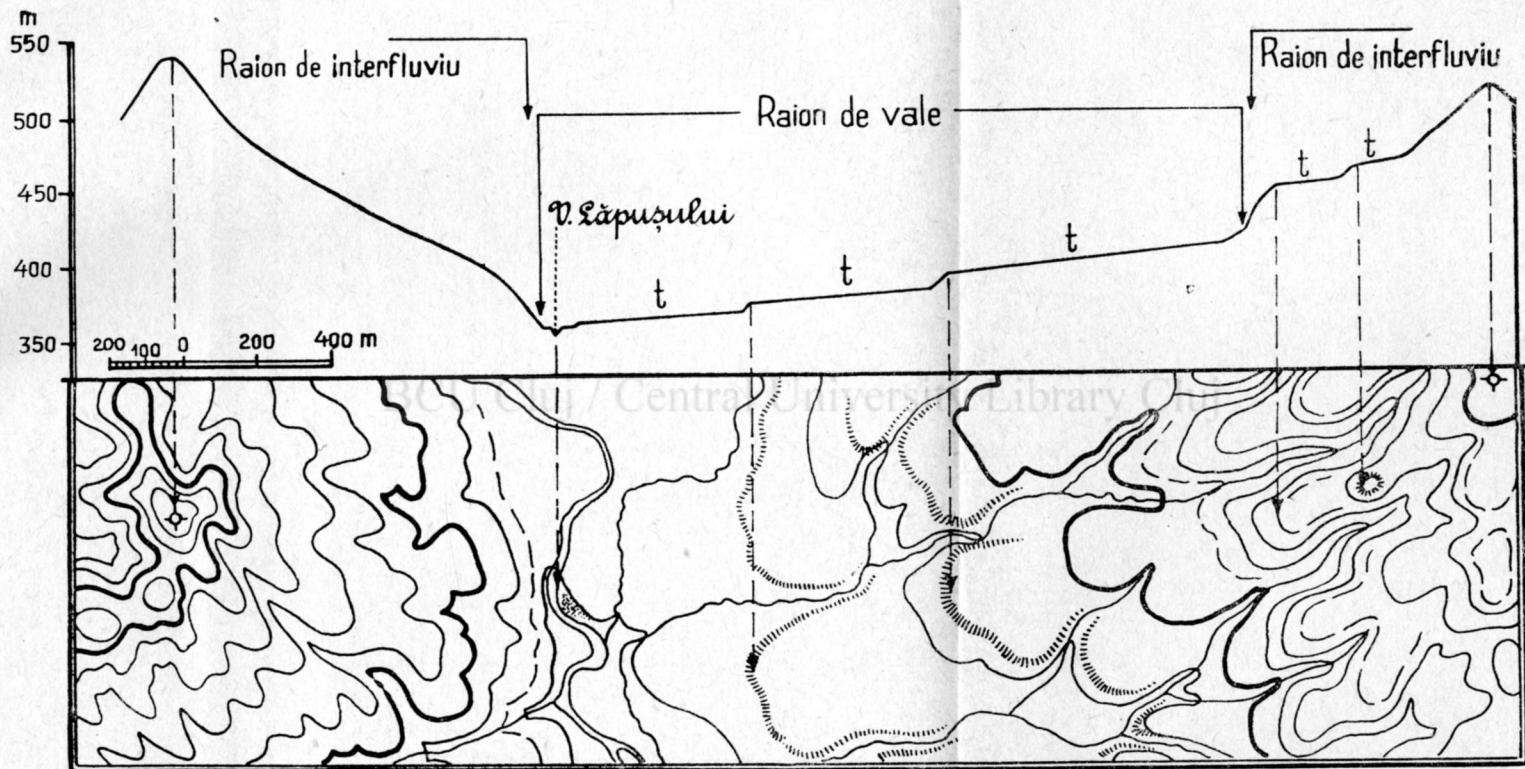 m
550
500
450
400
350
Raion de interfluviu
Raion de vale
Raion de interfluviu
V. Lăpușului
t
t
t
t
t
200 100 0 200 400 m
BCU Cluj / Central University Library Cluj